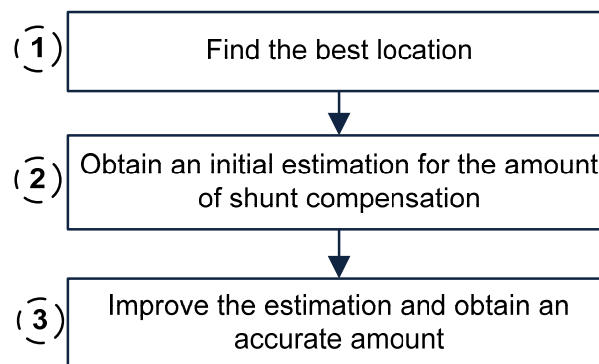 1
Find the best location
2
Obtain an initial estimation for the amount
of shunt compensation
3
Improve the estimation and obtain an
accurate amount